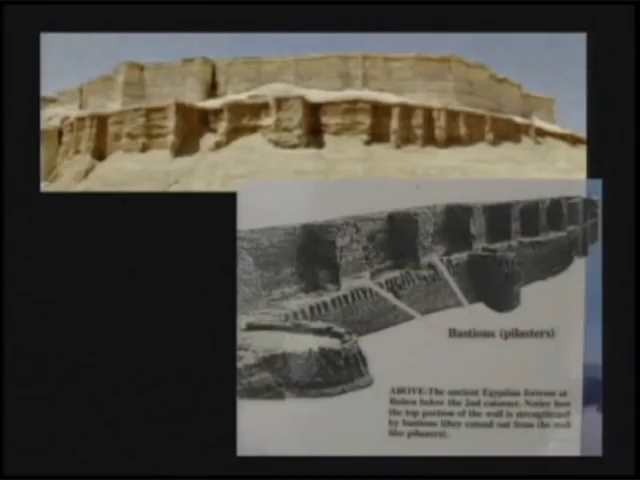 Bastions (pilasters)
ABOVE-The ancient Egyptian fortress at
Buhen below the 2nd cataract. Notice how
the top portion of the wall is strengthened
by bastions (they extend out from the wall
like pilasters).